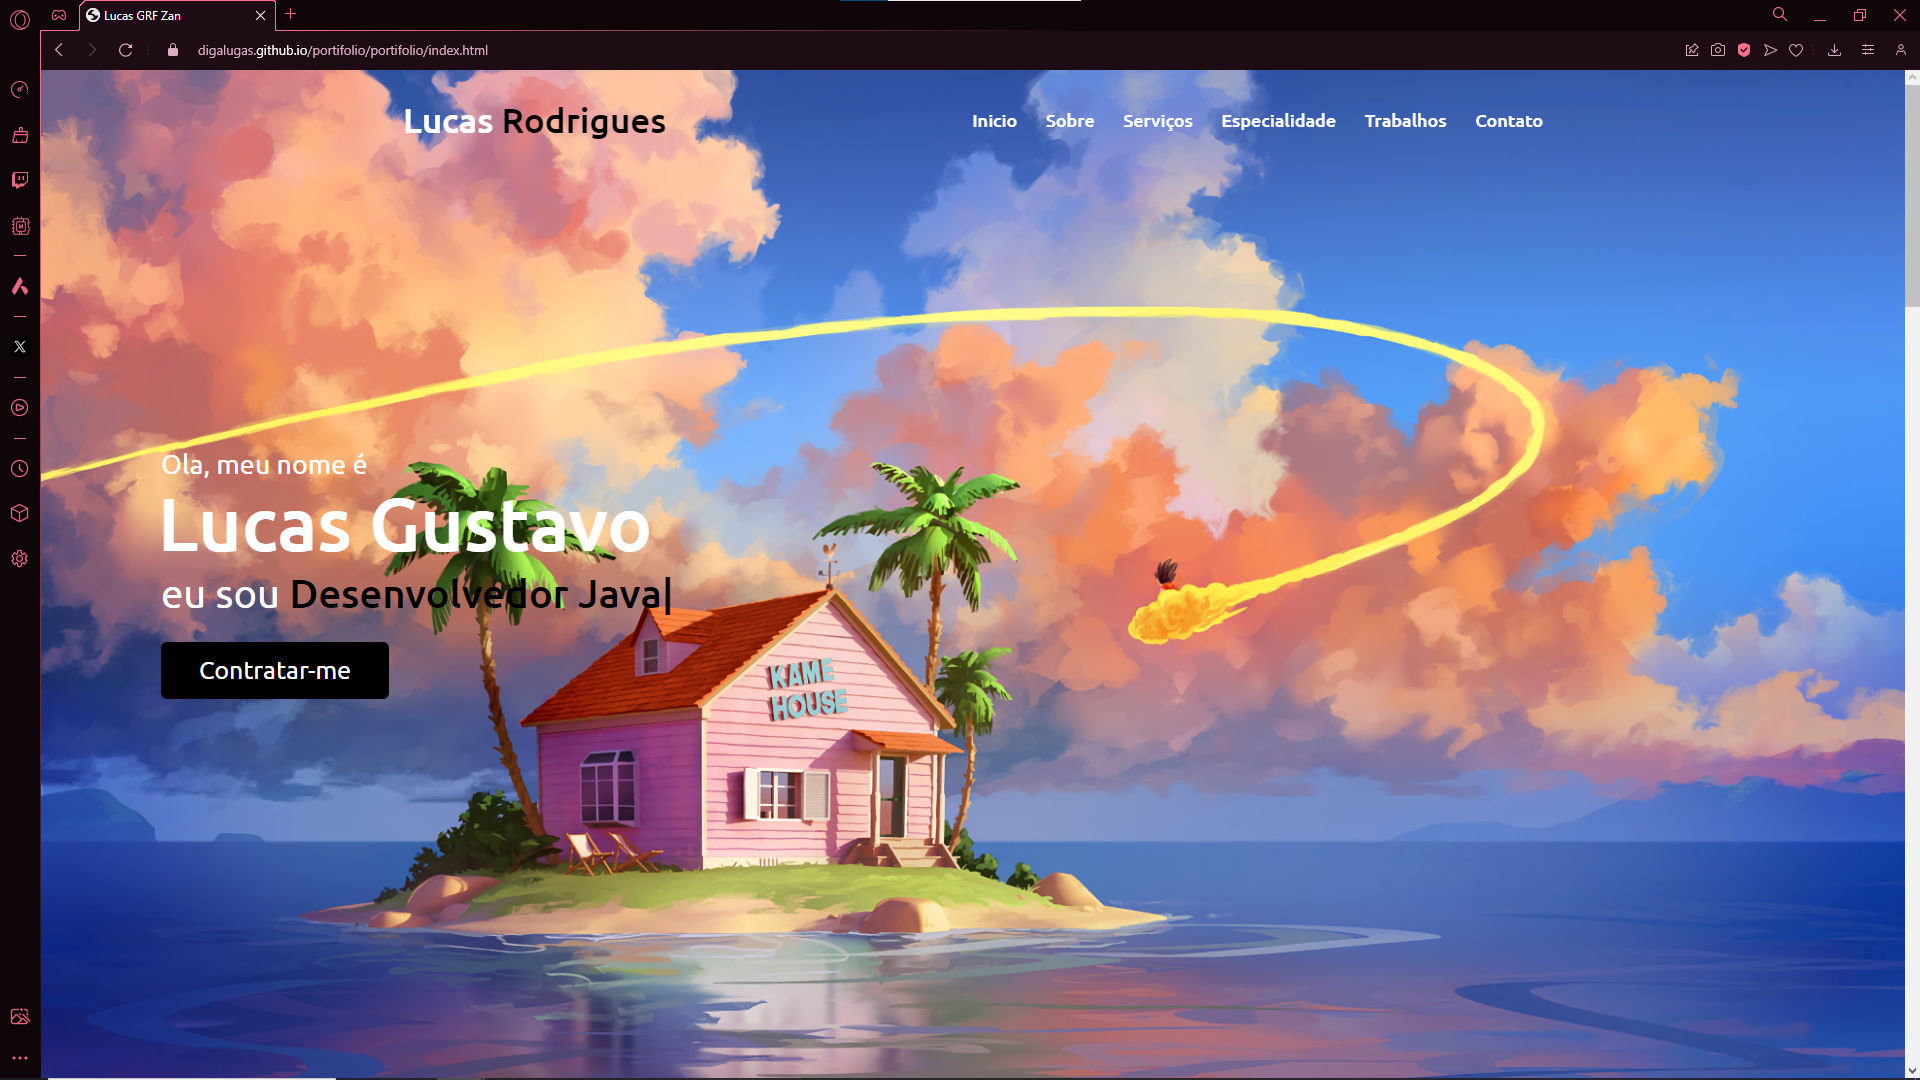 Lucas GRF Zan
digalugas.github.io/portifolio/portifolio/index.html
Lucas Rodrigues
Inicio Sobre Serviços Especialidade Trabalhos Contato
Ola, meu nome é
Lucas Gustavo
eu sou Desenvolvedor Java|
Contratar-me
KAME
HOUSE